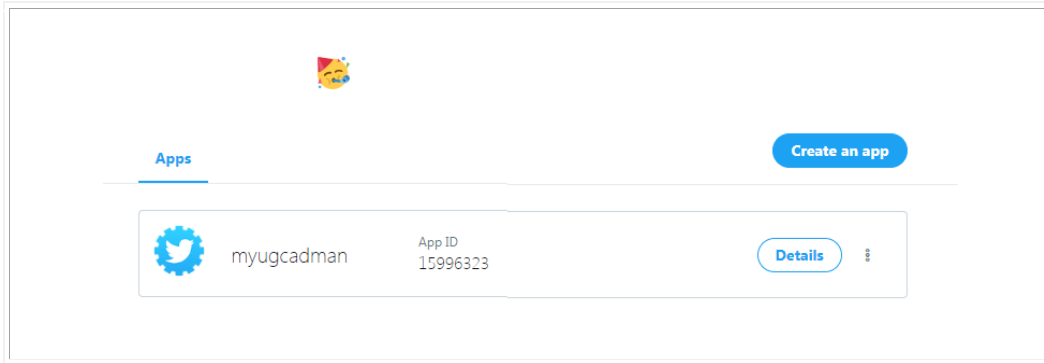 Apps
Create an app
myugcadman
App ID
15996323
Details